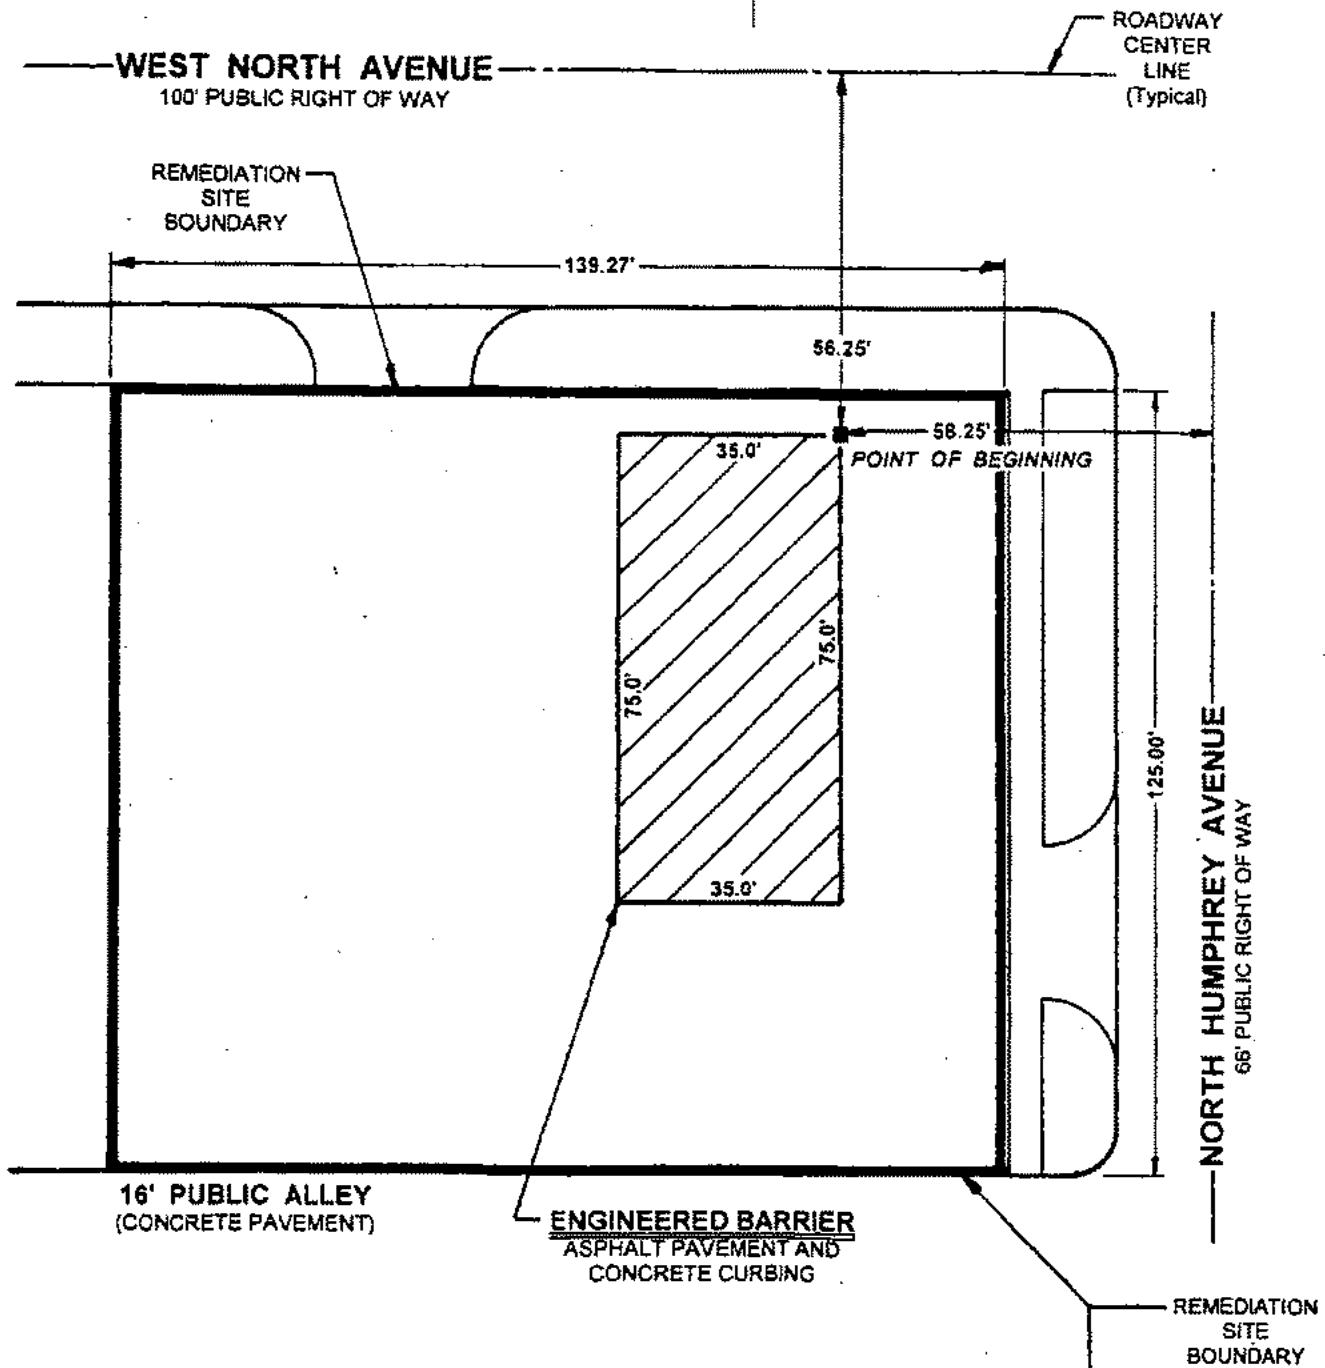 ROADWAY
CENTER
LINE
(Typical)
WEST NORTH AVENUE
100' PUBLIC RIGHT OF WAY
REMEDIATION
SITE
BOUNDARY
139.27'
56.25'
58.25'
35.0'
POINT OF BEGINNING
75.0'
75.0'
125.00'
NORTH HUMPHREY AVENUE
66' PUBLIC RIGHT OF WAY
35.0'
16' PUBLIC ALLEY
(CONCRETE PAVEMENT)
ENGINEERED BARRIER
ASPHALT PAVEMENT AND
CONCRETE CURBING
REMEDIATION
SITE
BOUNDARY